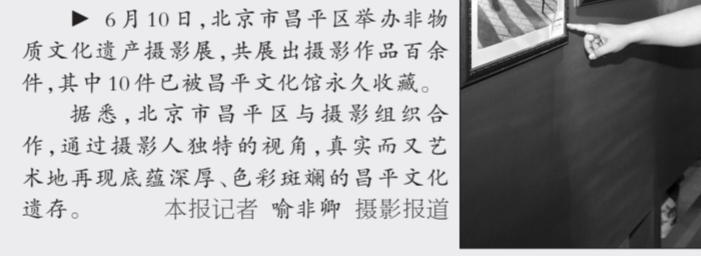 ▶ 6月10日,北京市昌平区举办非物
质文化遗产摄影展,共展出摄影作品百余
件,其中10件已被昌平文化馆永久收藏。
据悉,北京市昌平区与摄影组织合
作,通过摄影人独特的视角,真实而又艺
术地再现底蕴深厚、色彩斑斓的昌平文化
遗存。 本报记者 喻非卿 摄影报道